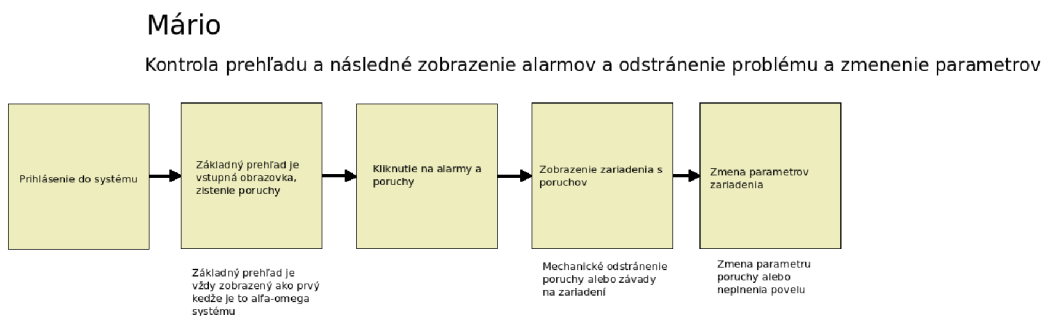 Mário
Kontrola prehľadu a následné zobrazenie alarmov a odstránenie problému a zmenenie parametrov
Prihlásenie do systému
Základný prehľad je
vstupná obrazovka,
zistenie poruchy
Kliknutie na alarmy a
poruchy
Zobrazenie zariadenia s
poruchov
Zmena parametrov
zariadenia
Základný prehľad je
vždy zobrazený ako prvý
kedže je to alfa-omega
systému
Mechanické odstránenie
poruchy alebo závady
na zariadení
Zmena parametru
poruchy alebo
neplnenia povelu